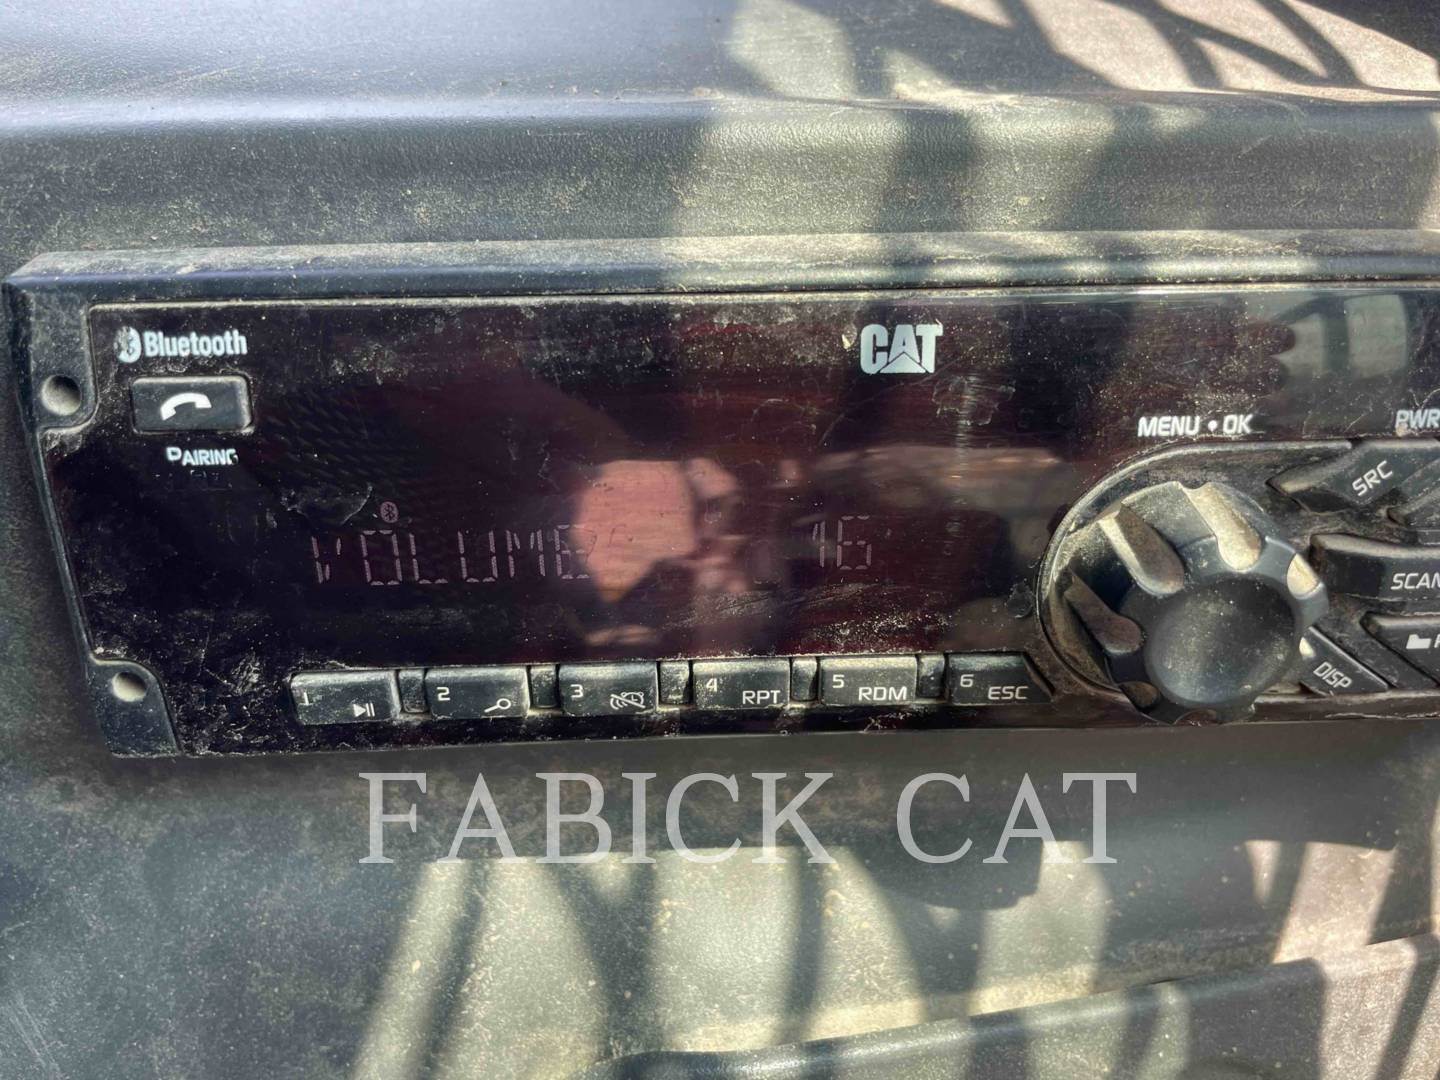 Bluetooth
CAT
MENU • OK
PWR
PAIRING
SRC
VOLUME 16
SCAN
1
2
3
4 RPT
5 RDM
6 ESC
DISP
FABICK CAT